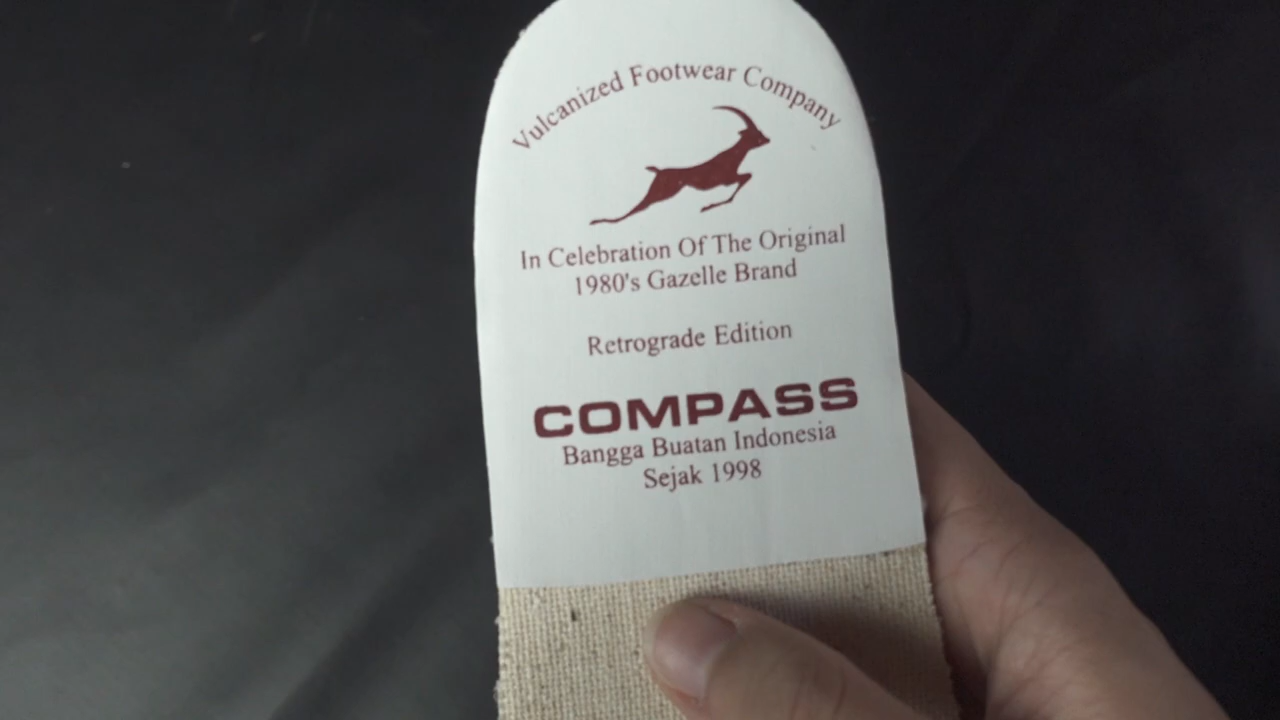 Vulcanized Footwear Company
In Celebration Of The Original
1980's Gazelle Brand
Retrograde Edition
COMPASS
Bangga Buatan Indonesia
Sejak 1998